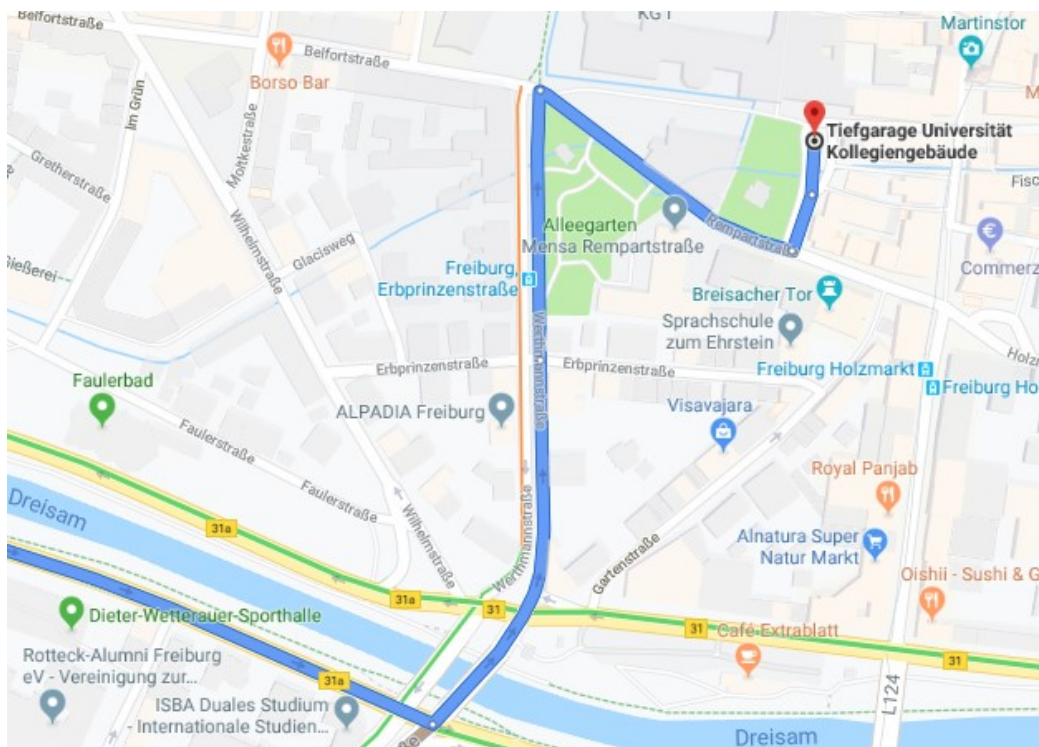 Belfortstraße
KG I
Martinstor
Belfortstraße
Borso Bar
Im Grün
Tiefgarage Universität
Kollegiengebäude
Gretherstraße
Moltkestraße
Wilhelmstraße
Alleegarten
Mensa Rempartstraße
Rempartstraße
Glacisweg
Freiburg,
Erbprinzenstraße
Commerz
Breisacher Tor
Sprachschule
zum Ehrstein
Werthmannstraße
Erbprinzenstraße
Erbprinzenstraße
Freiburg Holzmarkt
Freiburg Ho
Holz
Faulerbad
ALPADIA Freiburg
Visavajara
Faulerstraße
Faulerstraße
Royal Panjab
Dreisam
31a
Wilhelmstraße
Werthmannstraße
Gartenstraße
Alnatura Super
Natur Markt
Oishii - Sushi & G
31a
31
31
31
Dieter-Wetterauer-Sporthalle
Café Extrablatt
Rotteck-Alumni Freiburg
eV - Vereinigung zur...
31a
ISBA Duales Studium
- Internationale Studien...
L124
Dreisam